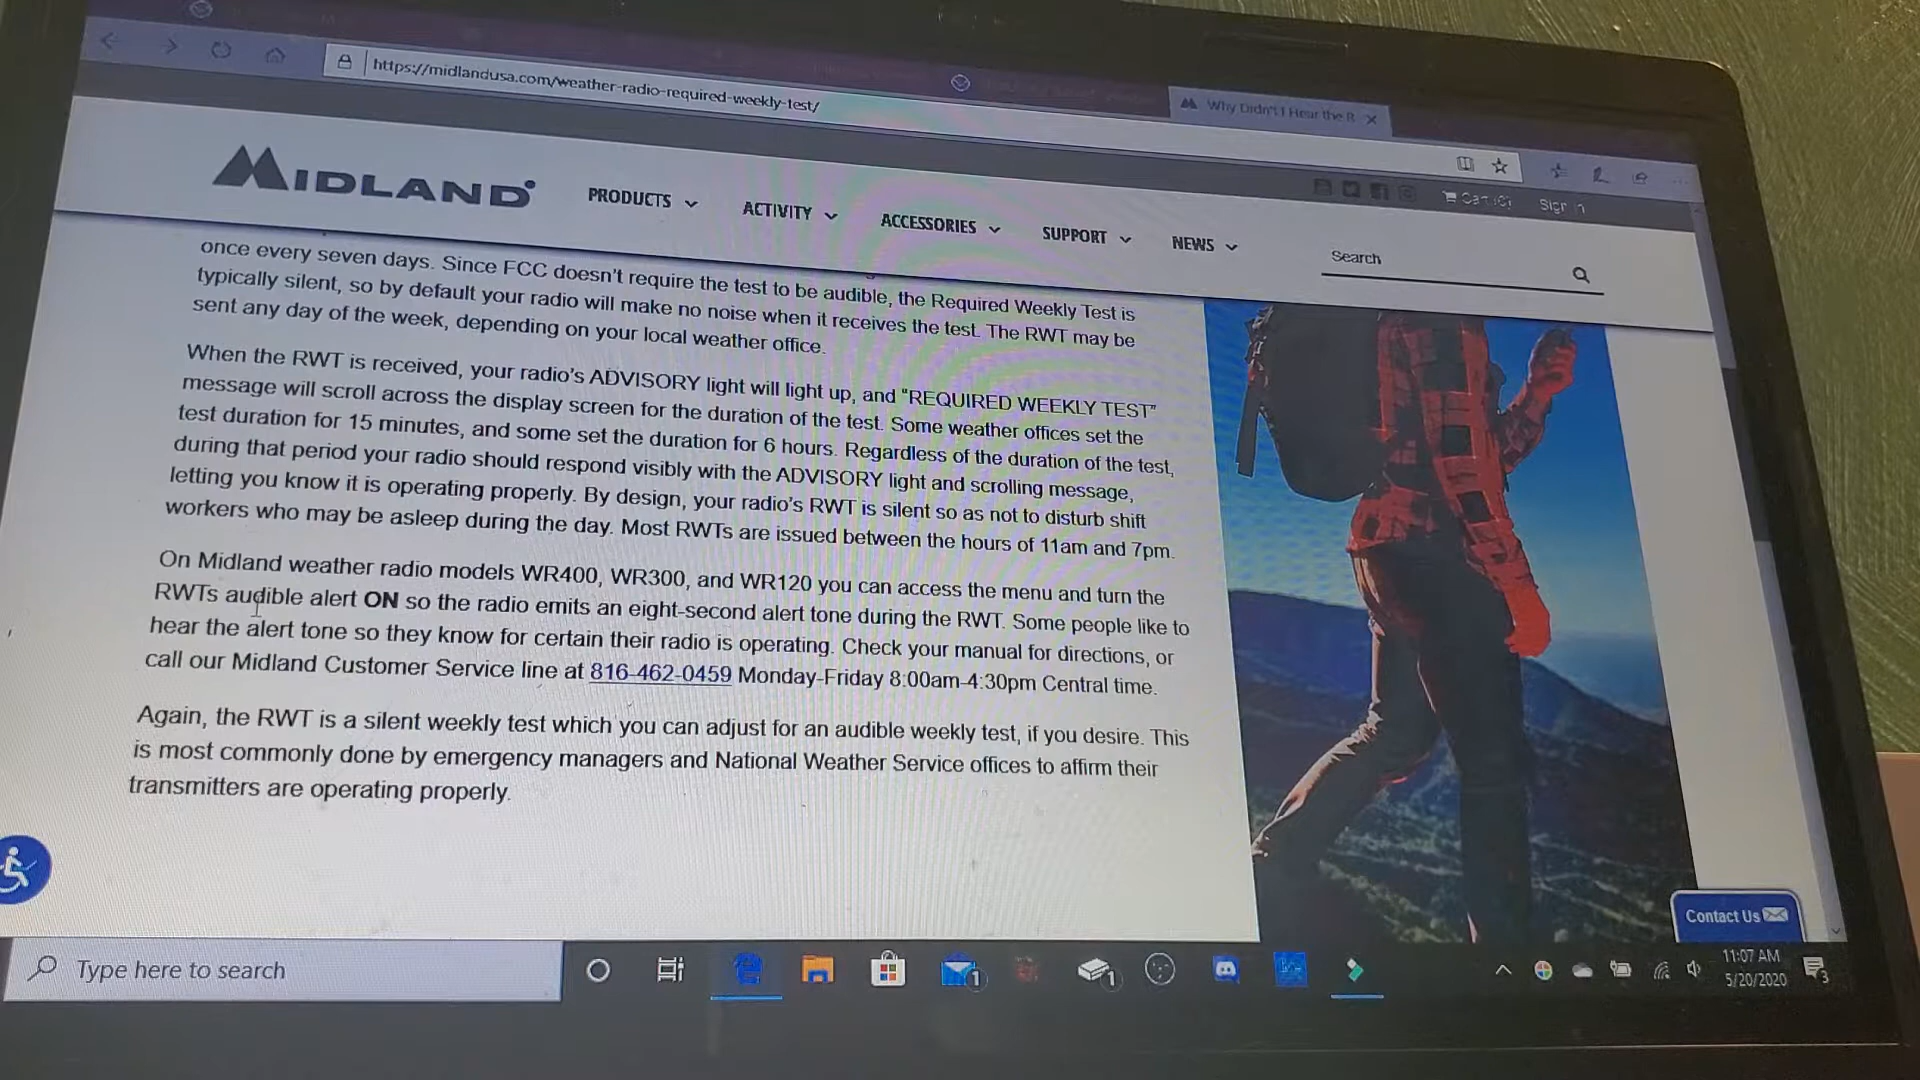 https://midlandusa.com/weather-radio-required-weekly-test/
Why Didn't I Hear the R
MIDLAND
PRODUCTS
ACTIVITY
ACCESSORIES
SUPPORT
NEWS
Search
Sign
once every seven days. Since FCC doesn't require the test to be audible, the Required Weekly Test is
typically silent, so by default your radio will make no noise when it receives the test. The RWT may be
sent any day of the week, depending on your local weather office.
When the RWT is received, your radio's ADVISORY light will light up, and "REQUIRED WEEKLY TEST"
message will scroll across the display screen for the duration of the test. Some weather offices set the
test duration for 15 minutes, and some set the duration for 6 hours. Regardless of the duration of the test,
during that period your radio should respond visibly with the ADVISORY light and scrolling message,
letting you know it is operating properly. By design, your radio's RWT is silent so as not to disturb shift
workers who may be asleep during the day. Most RWTs are issued between the hours of 11am and 7pm.
On Midland weather radio models WR400, WR300, and WR120 you can access the menu and turn the
RWTs audible alert ON so the radio emits an eight-second alert tone during the RWT. Some people like to
hear the alert tone so they know for certain their radio is operating. Check your manual for directions, or
call our Midland Customer Service line at 816-462-0459 Monday-Friday 8:00am-4:30pm Central time.
Again, the RWT is a silent weekly test which you can adjust for an audible weekly test, if you desire. This
is most commonly done by emergency managers and National Weather Service offices to affirm their
transmitters are operating properly.
Contact Us
Type here to search
1
1
11:07 AM
5/20/2020
3